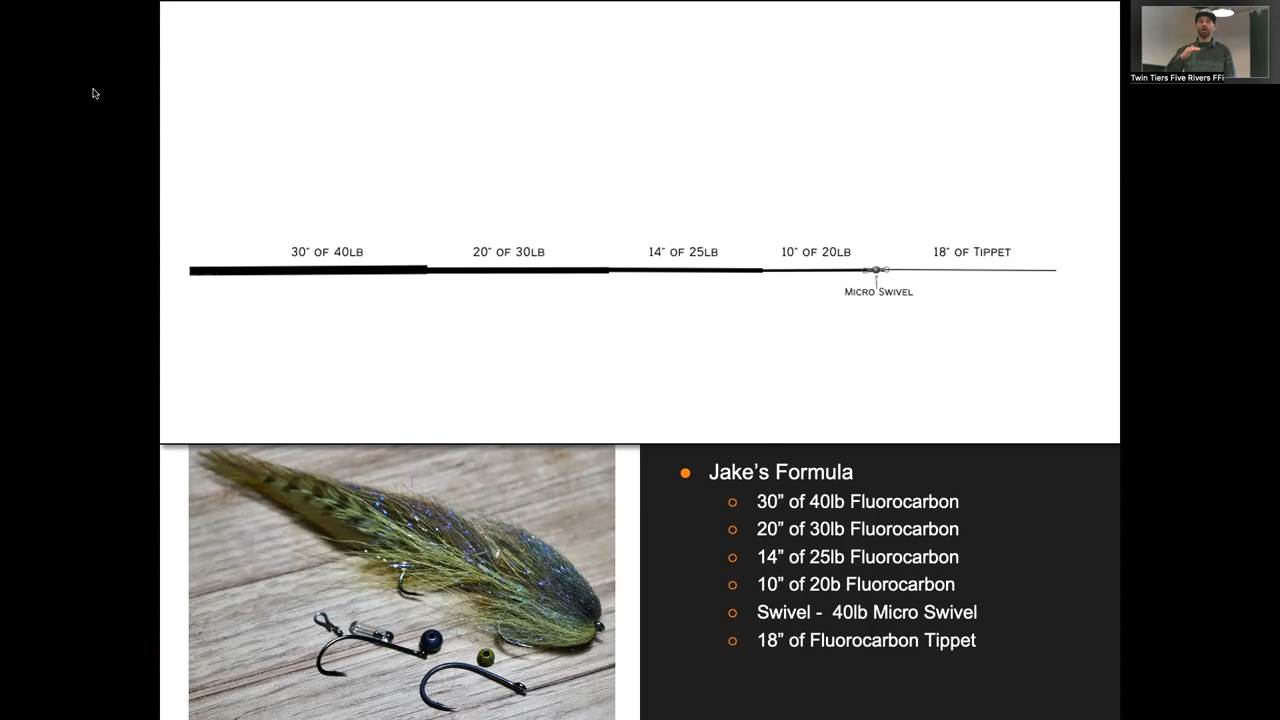 Twin Tiers Five Rivers FFi
30" OF 40LB
20" OF 30LB
14" OF 25LB
10" OF 20LB
18" OF TIPPET
MICRO SWIVEL
Jake’s Formula
30” of 40lb Fluorocarbon
20” of 30lb Fluorocarbon
14” of 25lb Fluorocarbon
10” of 20b Fluorocarbon
Swivel - 40lb Micro Swivel
18” of Fluorocarbon Tippet